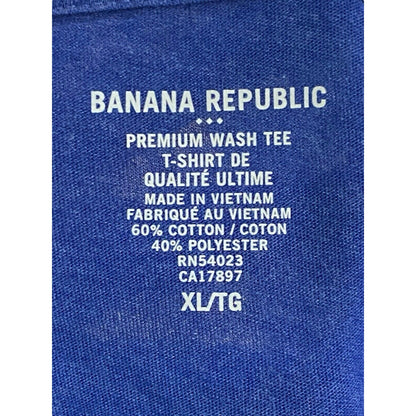 BANANA REPUBLIC
PREMIUM WASH TEE
T-SHIRT DE
QUALITÉ ULTIME
MADE IN VIETNAM
FABRIQUÉ AU VIETNAM
60% COTTON / COTON
40% POLYESTER
RN54023
CA17897
XL/TG